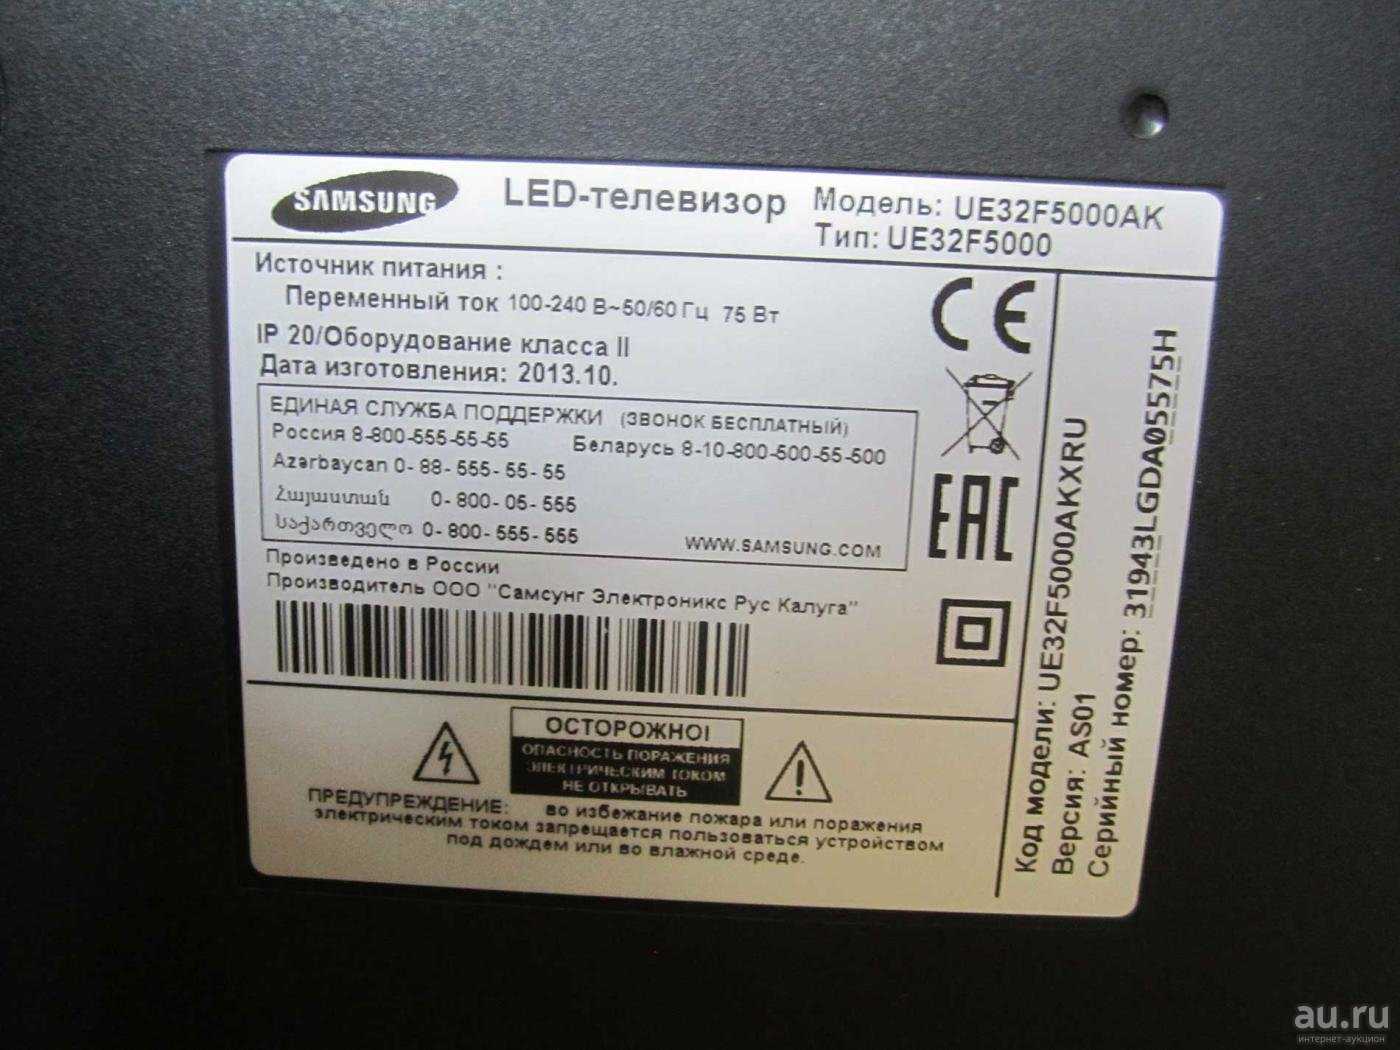 SAMSUNG
LED-телевизор
Модель: UE32F5000AK
Тип: UE32F5000
Источник питания :
Переменный ток 100-240 В~50/60 Гц 75 Вт
IP 20/Оборудование класса II
Дата изготовления: 2013.10.
ЕДИНАЯ СЛУЖБА ПОДДЕРЖКИ (ЗВОНОК БЕСПЛАТНЫЙ)
Россия 8-800-555-55-55 Беларусь 8-10-800-500-55-500
Azərbaycan 0- 88- 555- 55- 55
Հայաստան 0- 800- 05- 555
საქართველო 0- 800- 555- 555
WWW.SAMSUNG.COM
Произведено в России
Производитель ООО "Самсунг Электроникс Рус Калуга"
CE
EAC
ОСТОРОЖНО!
ОПАСНОСТЬ ПОРАЖЕНИЯ
ЭЛЕКТРИЧЕСКИМ ТОКОМ
НЕ ОТКРЫВАТЬ
ПРЕДУПРЕЖДЕНИЕ: во избежание пожара или поражения
электрическим током запрещается пользоваться устройством
под дождем или во влажной среде.
Код модели: UE32F5000AKXRU
Версия: AS01
Серийный номер: 31943LGDA05575H
au.ru
интернет-аукцион